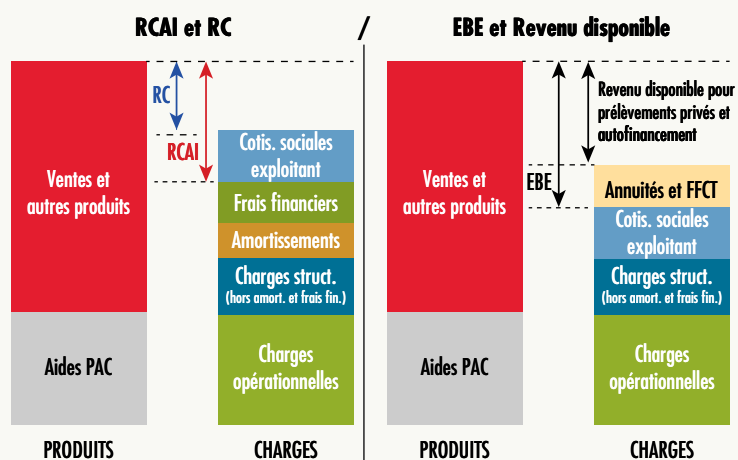 RCAI et RC
/
EBE et Revenu disponible
RC
RCAI
Ventes et
autres produits
Aides PAC
Cotis. sociales
exploitant
Frais financiers
Amortissements
Charges struct.
(hors amort. et frais fin.)
Charges
opérationnelles
PRODUITS
CHARGES
Ventes et
autres produits
Aides PAC
EBE
Revenu disponible pour
prélèvements privés et
autofinancement
Annuités et FFCT
Cotis. sociales
exploitant
Charges struct.
(hors amort. et frais fin.)
Charges
opérationnelles
PRODUITS
CHARGES